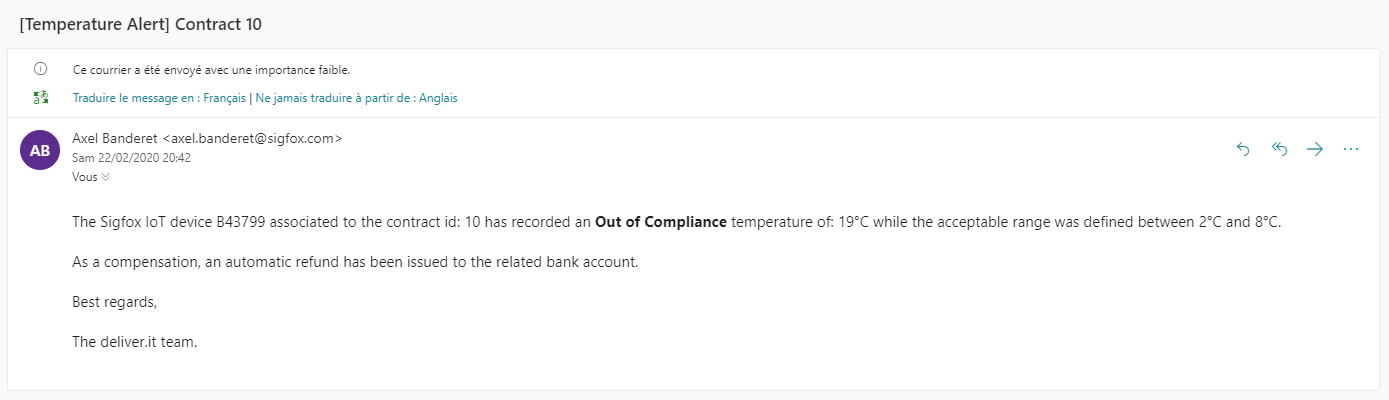 [Temperature Alert] Contract 10
Ce courrier a été envoyé avec une importance faible.
Traduire le message en : Français | Ne jamais traduire à partir de : Anglais
AB
Axel Banderet <axel.banderet@sigfox.com>
Sam 22/02/2020 20:42
Vous
The Sigfox IoT device B43799 associated to the contract id: 10 has recorded an Out of Compliance temperature of: 19°C while the acceptable range was defined between 2°C and 8°C.
As a compensation, an automatic refund has been issued to the related bank account.
Best regards,
The deliver.it team.